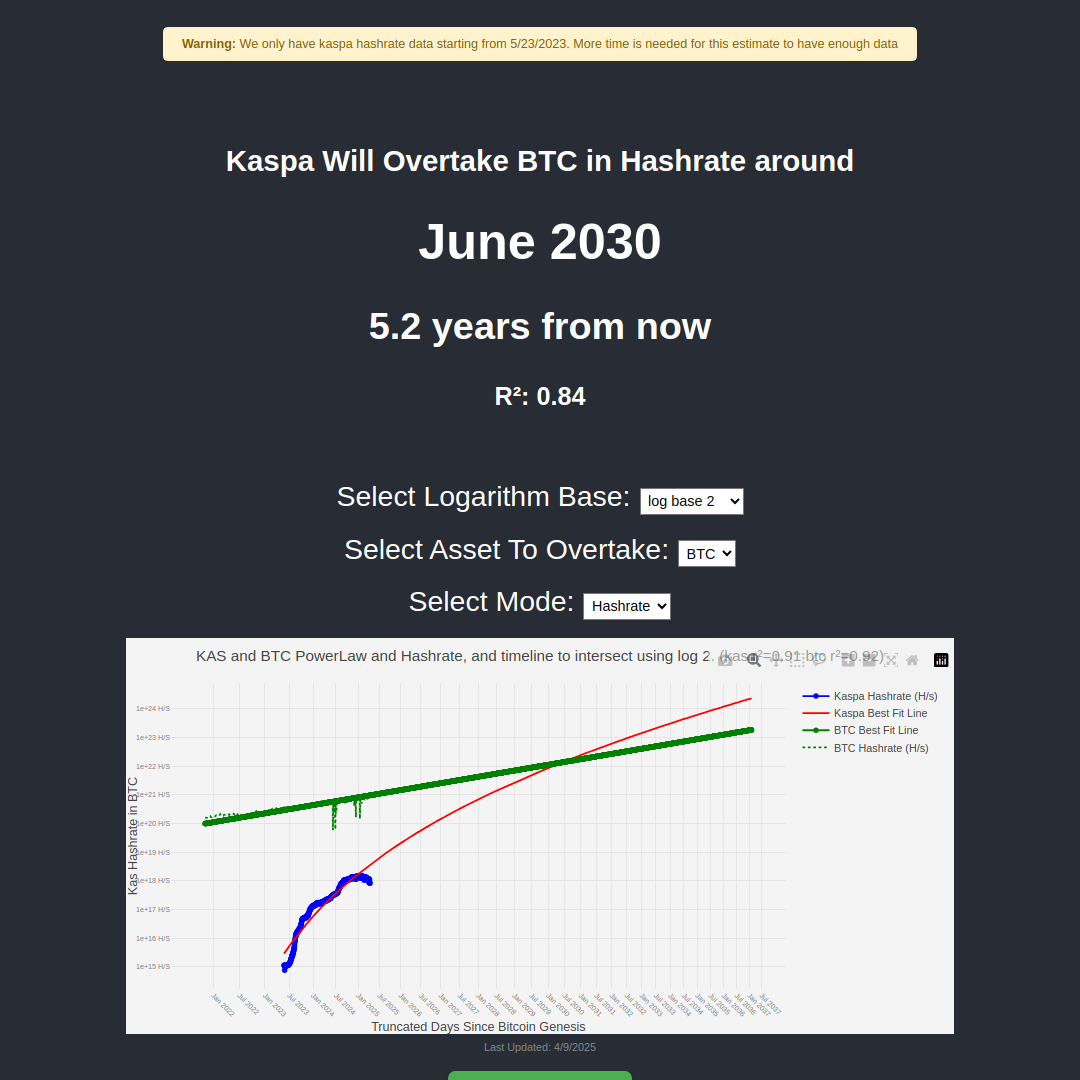 Warning: We only have kaspa hashrate data starting from 5/23/2023. More time is needed for this estimate to have enough data
Kaspa Will Overtake BTC in Hashrate around
June 2030
5.2 years from now
R²: 0.84
Select Logarithm Base: log base 2
Select Asset To Overtake: BTC
Select Mode: Hashrate
KAS and BTC PowerLaw and Hashrate, and timeline to intersect using log 2. (kas r²=0.91 btc r²=0.92)
Kaspa Hashrate (H/s)
Kaspa Best Fit Line
BTC Best Fit Line
BTC Hashrate (H/s)
1e+24 H/S
1e+23 H/S
1e+22 H/S
1e+21 H/S
1e+20 H/S
1e+19 H/S
1e+18 H/S
1e+17 H/S
1e+16 H/S
1e+15 H/S
Kas Hashrate in BTC
Jan 2022
Jul 2022
Jan 2023
Jul 2023
Jan 2024
Jul 2024
Jan 2025
Jul 2025
Jan 2026
Jul 2026
Jan 2027
Jul 2027
Jan 2028
Jul 2028
Jan 2029
Jul 2029
Jan 2030
Jul 2030
Jan 2031
Jul 2031
Jan 2032
Jul 2032
Jan 2033
Jul 2033
Jan 2034
Jul 2034
Jan 2035
Jul 2035
Jan 2036
Jul 2036
Jan 2037
Jul 2037
Truncated Days Since Bitcoin Genesis
Last Updated: 4/9/2025